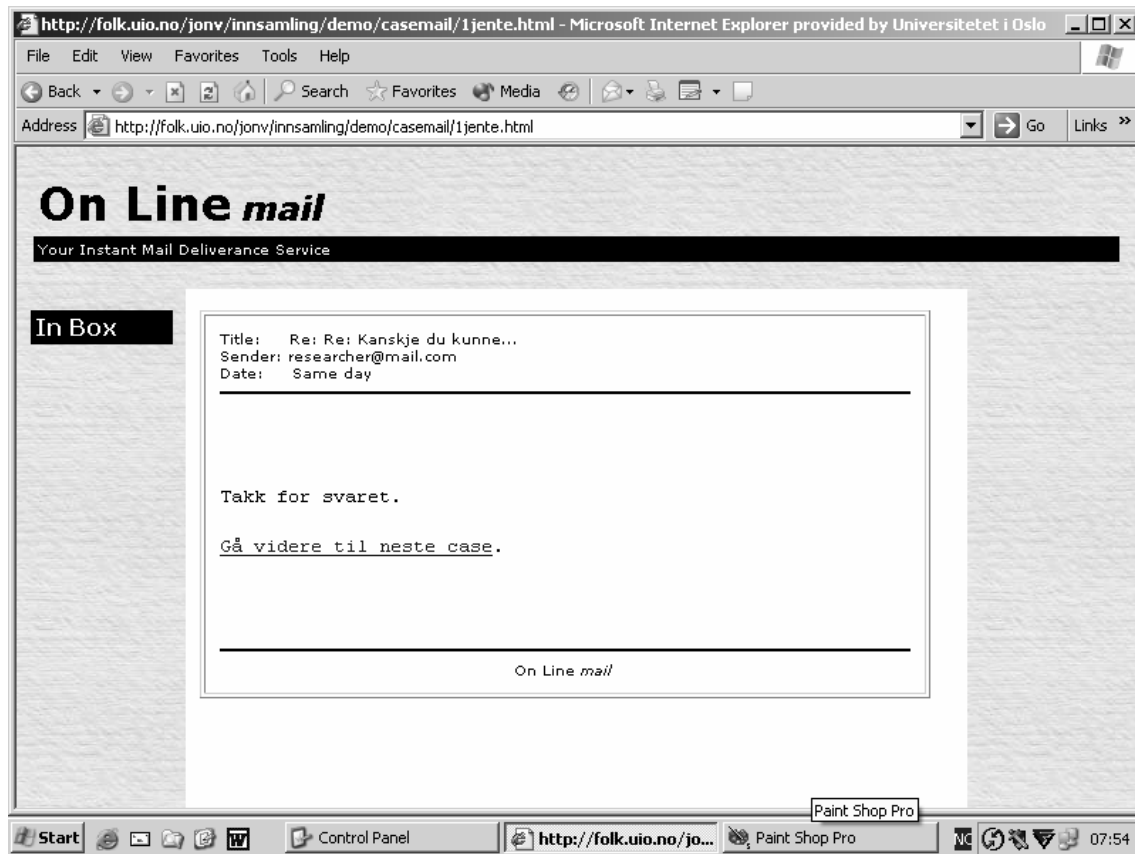 http://folk.uio.no/jonv/innsamling/demo/casemail/1jente.html - Microsoft Internet Explorer provided by Universitetet i Oslo
File Edit View Favorites Tools Help
Back Search Favorites Media
Address http://folk.uio.no/jonv/innsamling/demo/casemail/1jente.html Go Links »
On Line mail
Your Instant Mail Deliverance Service
In Box
Title: Re: Re: Kanskje du kunne...
Sender: researcher@mail.com
Date: Same day
Takk for svaret.
Gå videre til neste case.
On Line mail
Paint Shop Pro
Start Control Panel http://folk.uio.no/jo... Paint Shop Pro 07:54